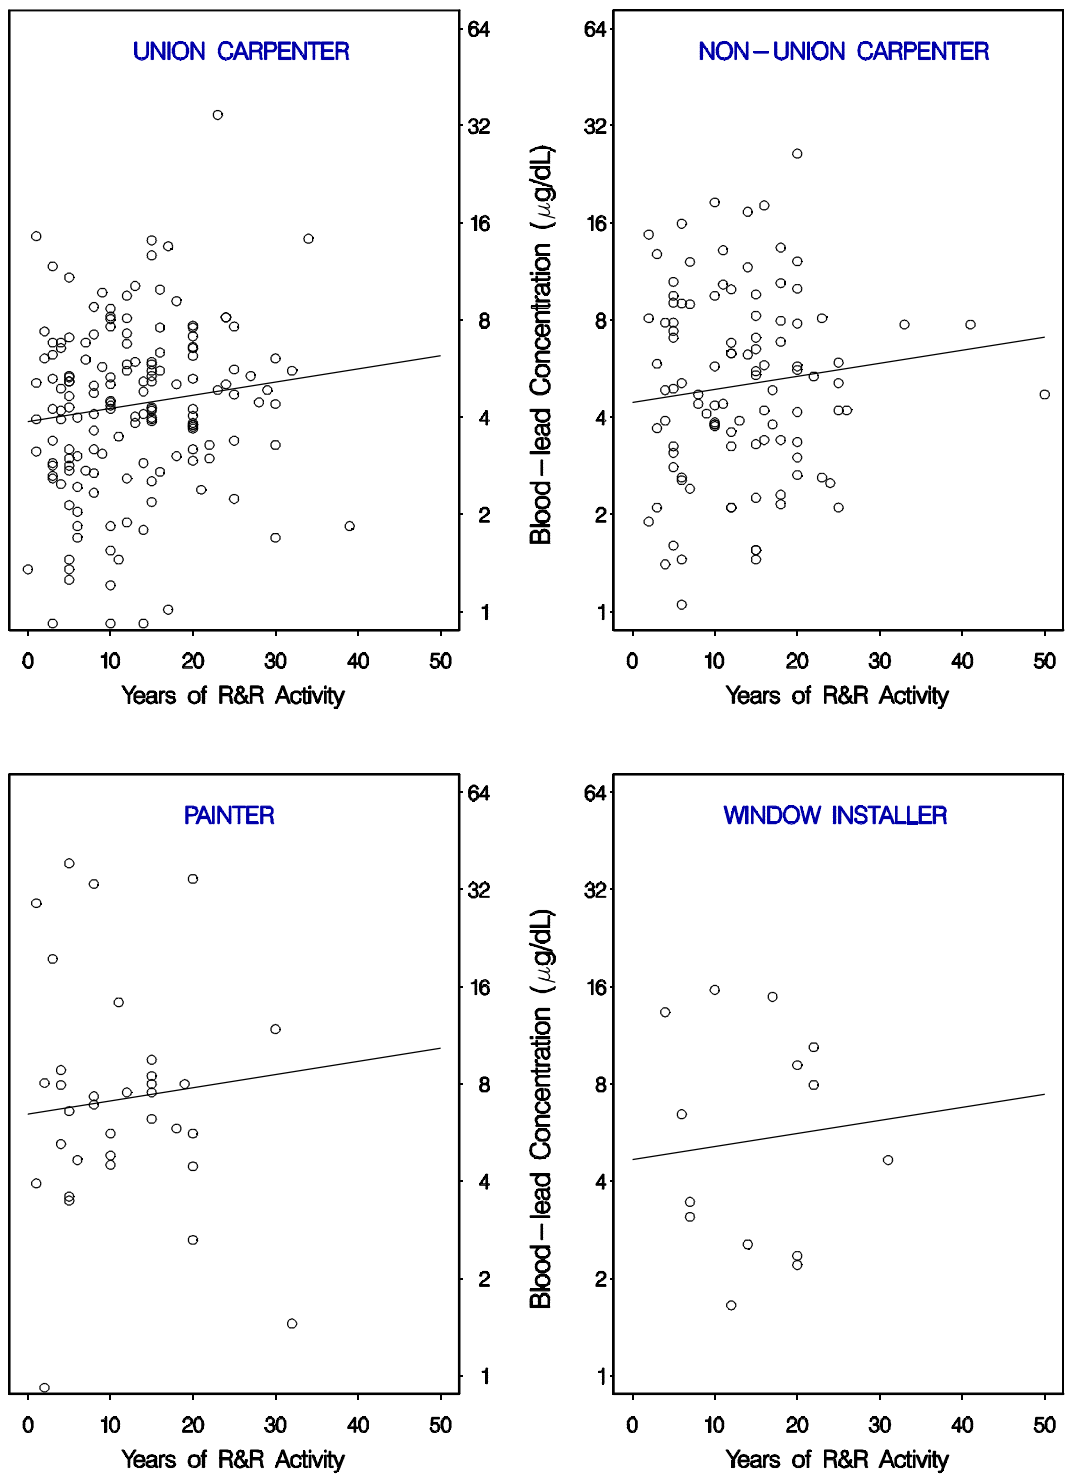 UNION CARPENTER
64
32
16
8
4
2
1
0 10 20 30 40 50
Years of R&R Activity
NON-UNION CARPENTER
Blood-lead Concentration (μg/dL)
64
32
16
8
4
2
1
0 10 20 30 40 50
Years of R&R Activity
PAINTER
64
32
16
8
4
2
1
0 10 20 30 40 50
Years of R&R Activity
WINDOW INSTALLER
Blood-lead Concentration (μg/dL)
64
32
16
8
4
2
1
0 10 20 30 40 50
Years of R&R Activity